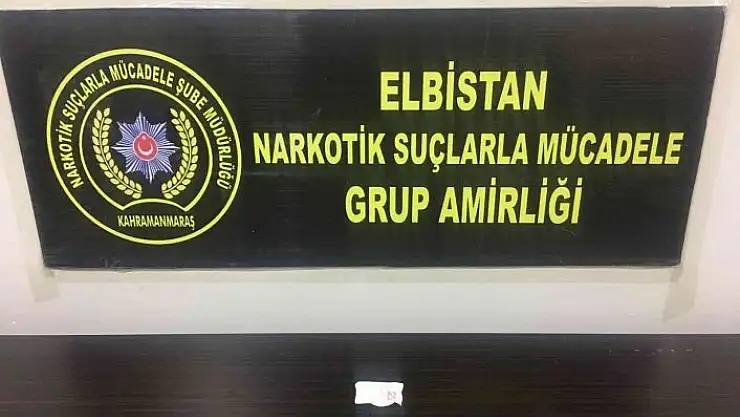 NARKOTİK SUÇLARLA MÜCADELE ŞUBE MÜDÜRLÜĞÜ
KAHRAMANMARAŞ
ELBİSTAN
NARKOTİK SUÇLARLA MÜCADELE
GRUP AMİRLİĞİ